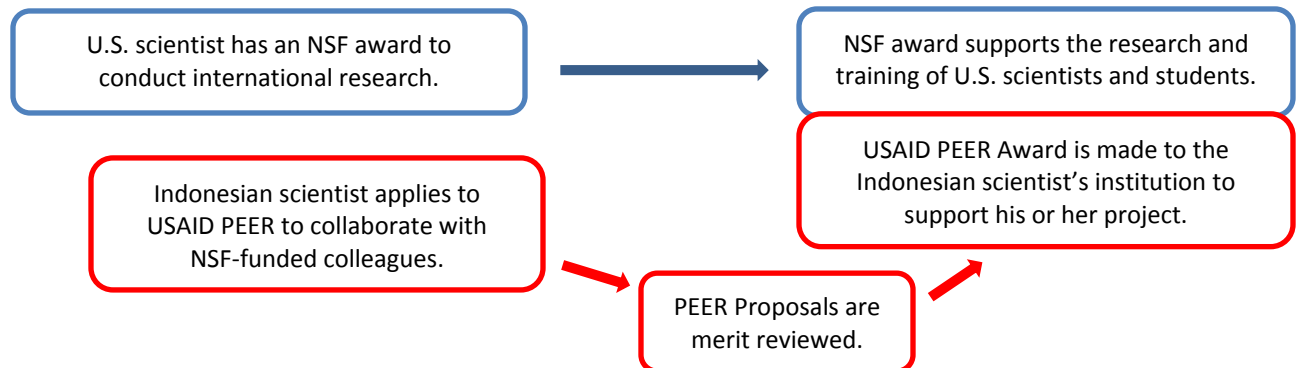 U.S. scientist has an NSF award to
conduct international research.
NSF award supports the research and
training of U.S. scientists and students.
Indonesian scientist applies to
USAID PEER to collaborate with
NSF-funded colleagues.
PEER Proposals are
merit reviewed.
USAID PEER Award is made to the
Indonesian scientist’s institution to
support his or her project.